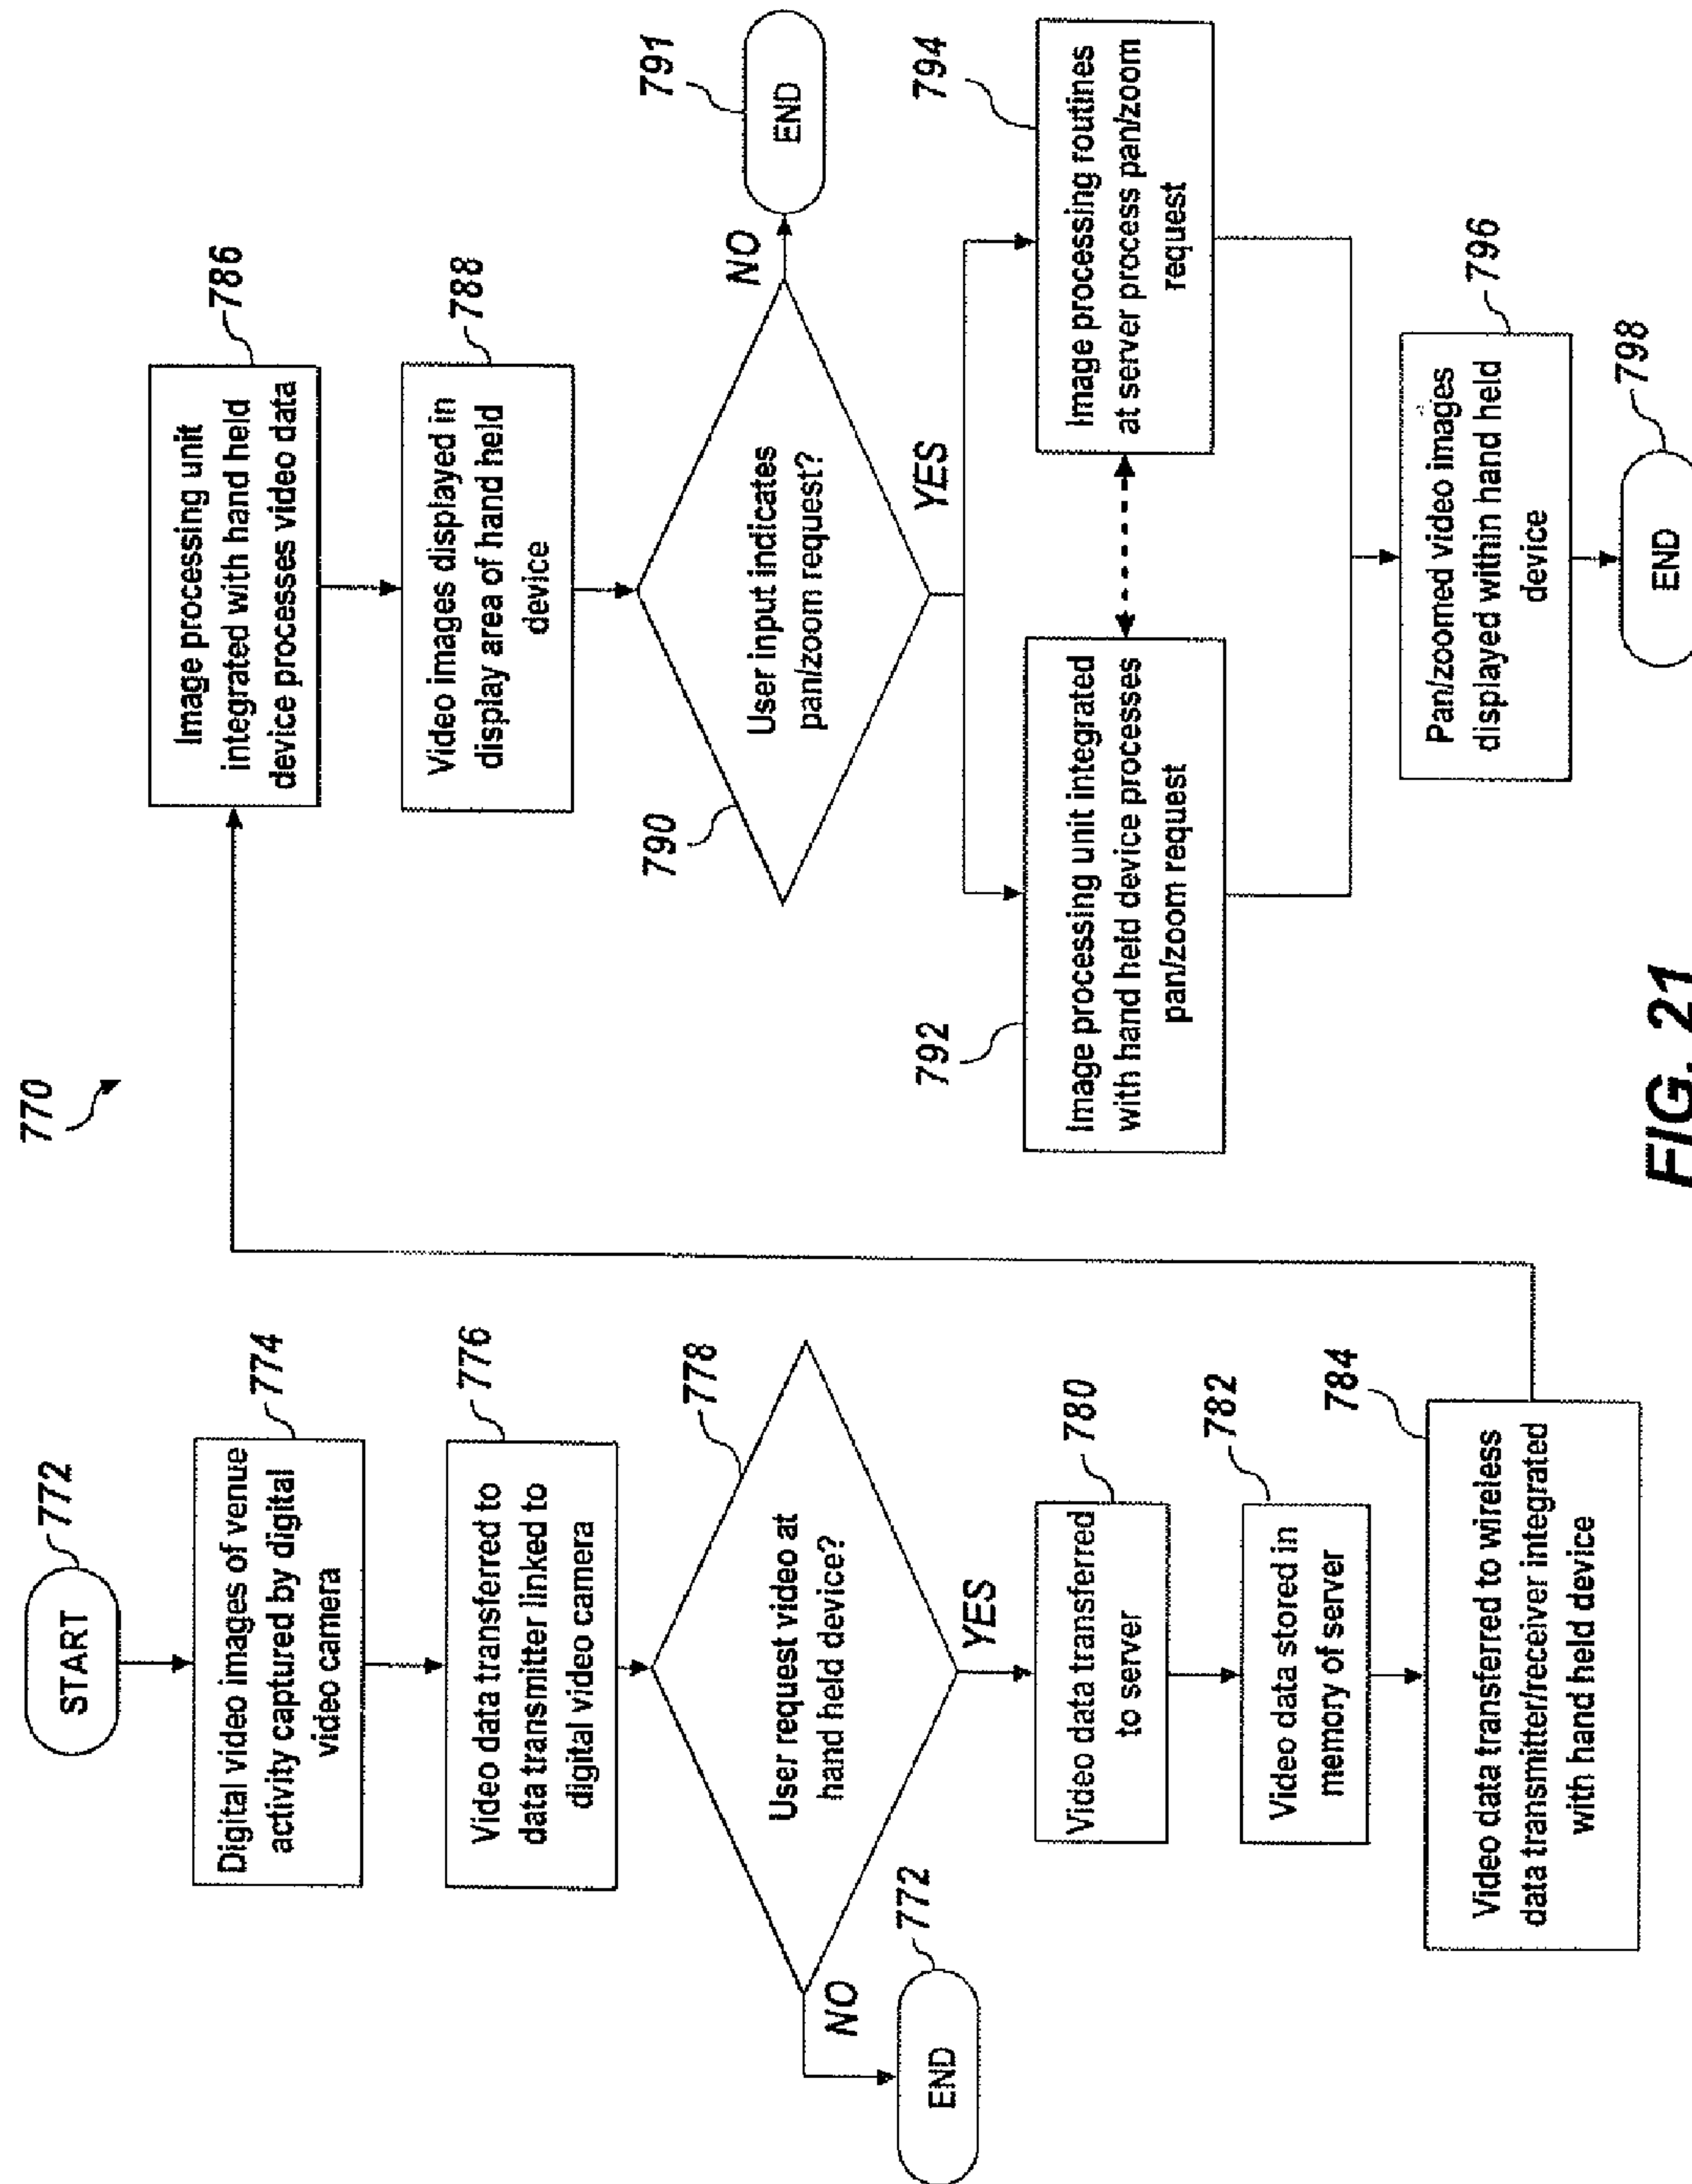 770
772
START
774
Digital video images of venue
activity captured by digital
video camera
776
Video data transferred to
data transmitter linked to
digital video camera
778
User request video at
hand held device?
NO
772
END
YES
780
Video data transferred
to server
782
Video data stored in
memory of server
784
Video data transferred to wireless
data transmitter/receiver integrated
with hand held device
786
Image processing unit
integrated with hand held
device processes video data
788
Video images displayed in
display area of hand held
device
790
User input indicates
pan/zoom request?
NO
791
END
YES
792
Image processing unit integrated
with hand held device processes
pan/zoom request
794
Image processing routines
at server process pan/zoom
request
796
Pan/zoomed video images
displayed within hand held
device
798
END
FIG. 21